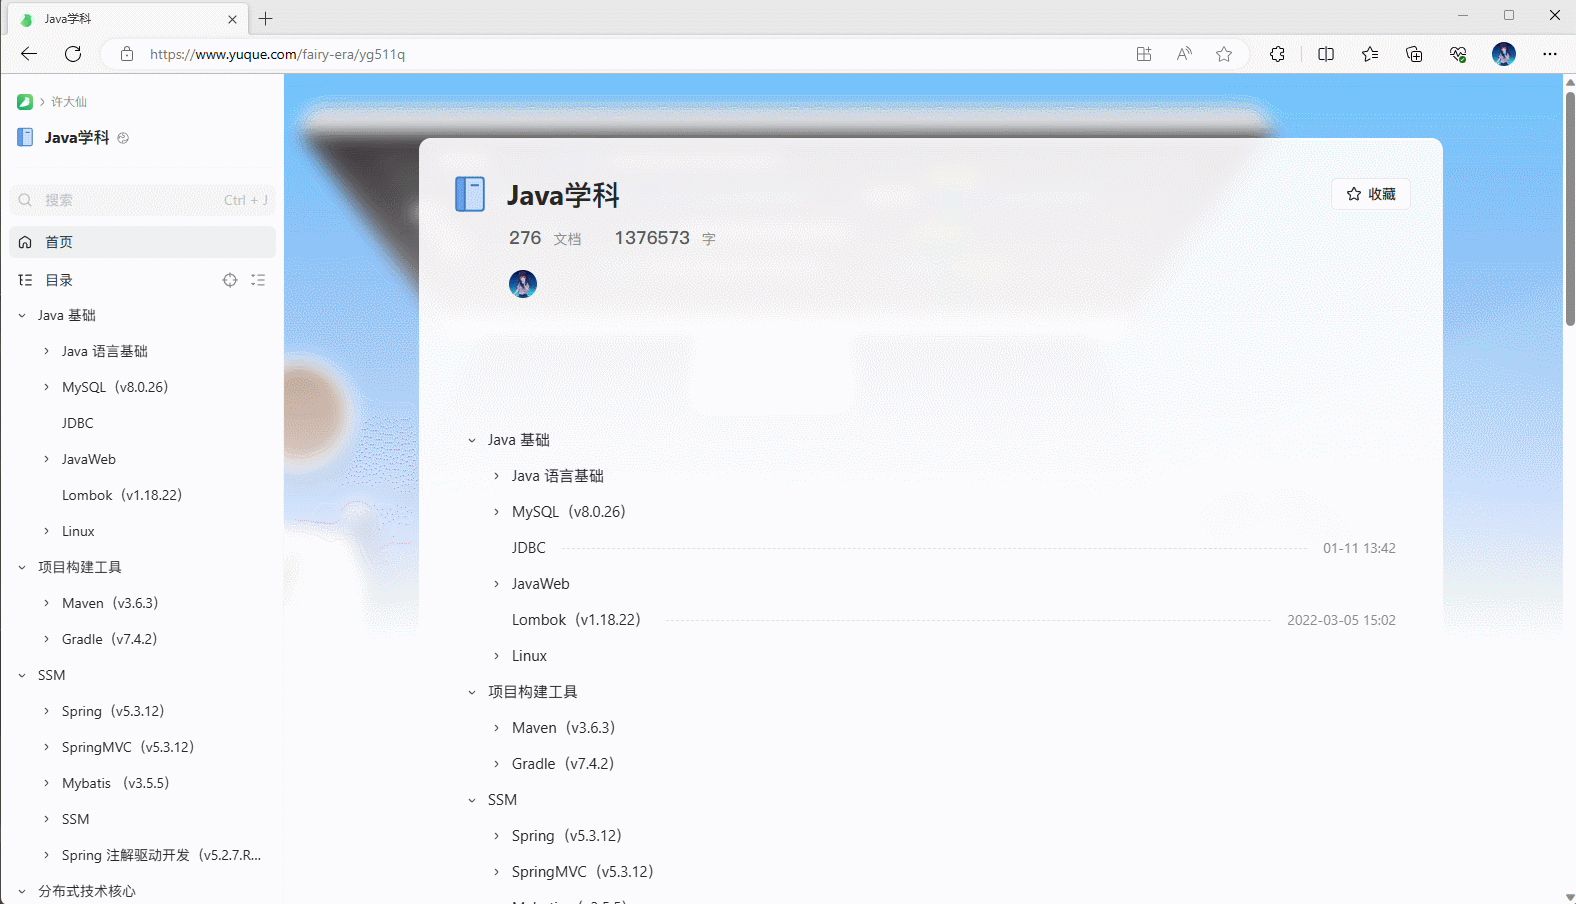 Java学科
https://www.yuque.com/fairy-era/yg511q
许大仙
Java学科
搜索 Ctrl + J
首页
目录
Java 基础
Java 语言基础
MySQL（v8.0.26）
JDBC
JavaWeb
Lombok（v1.18.22）
Linux
项目构建工具
Maven（v3.6.3）
Gradle（v7.4.2）
SSM
Spring（v5.3.12）
SpringMVC（v5.3.12）
Mybatis （v3.5.5）
SSM
Spring 注解驱动开发（v5.2.7.R...
分布式技术核心
Java学科
收藏
276 文档 1376573 字
Java 基础
Java 语言基础
MySQL（v8.0.26）
JDBC 01-11 13:42
JavaWeb
Lombok（v1.18.22） 2022-03-05 15:02
Linux
项目构建工具
Maven（v3.6.3）
Gradle（v7.4.2）
SSM
Spring（v5.3.12）
SpringMVC（v5.3.12）